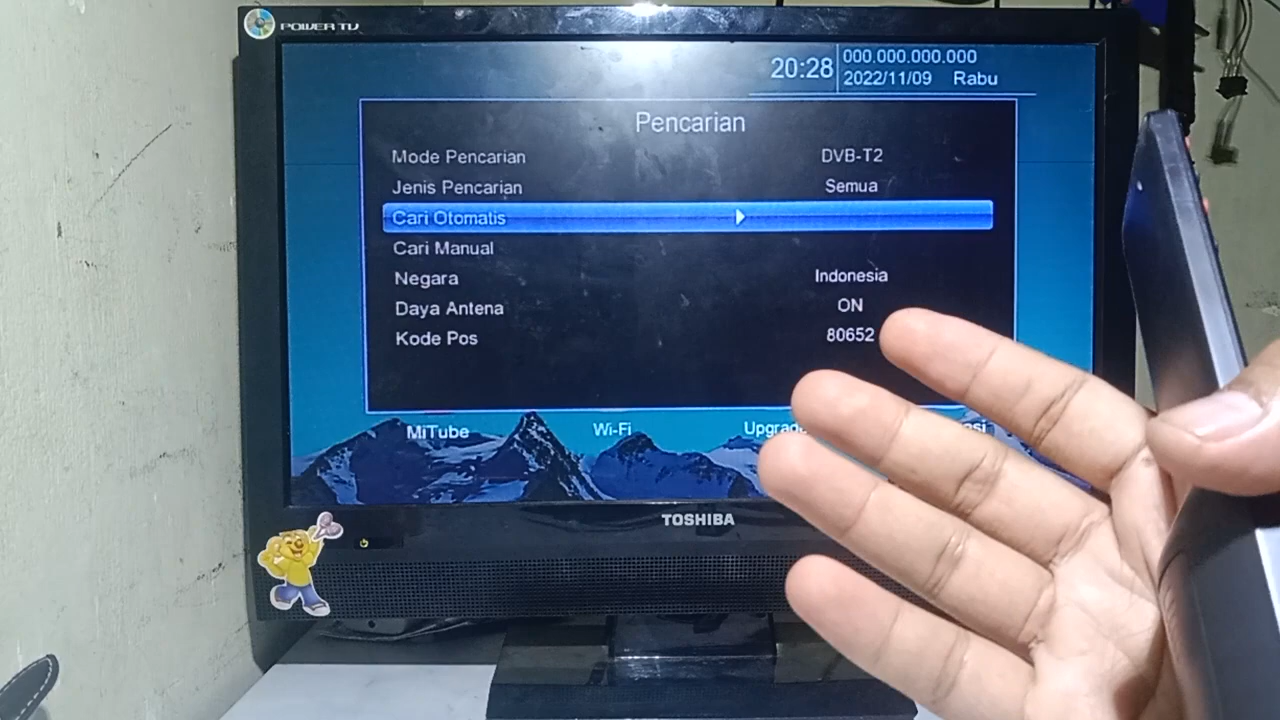 POWER TV
20:28
000.000.000.000
2022/11/09 Rabu
Pencarian
Mode Pencarian DVB-T2
Jenis Pencarian Semua
Cari Otomatis
Cari Manual
Negara Indonesia
Daya Antena ON
Kode Pos 80652
MiTube Wi-Fi
TOSHIBA